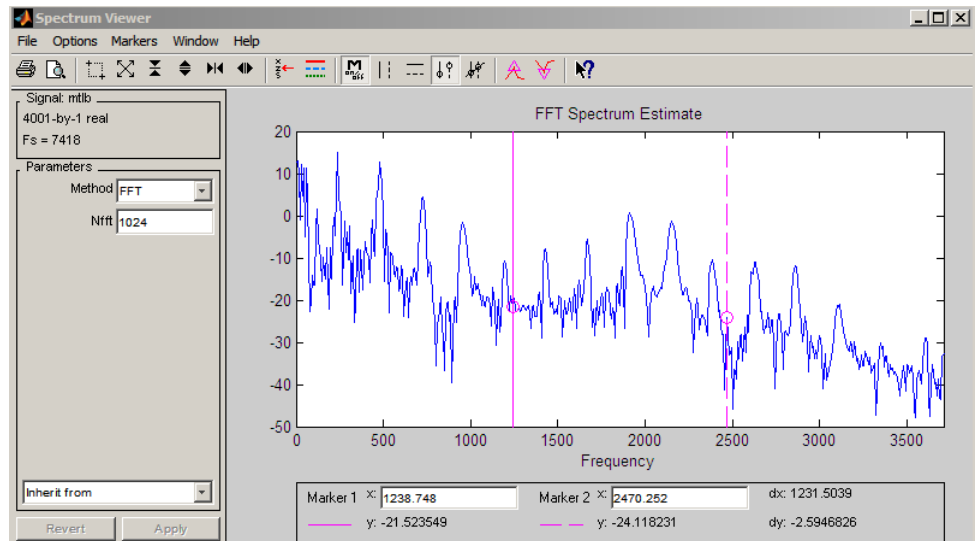 Spectrum Viewer
File Options Markers Window Help
Signal: mtlb
4001-by-1 real
Fs = 7418
Parameters
Method FFT
Nfft 1024
Inherit from
Revert Apply
FFT Spectrum Estimate
20
10
0
-10
-20
-30
-40
-50
0 500 1000 1500 2000 2500 3000 3500
Frequency
Marker 1 x: 1238.748 Marker 2 x: 2470.252 dx: 1231.5039
y: -21.523549 y: -24.118231 dy: -2.5946826